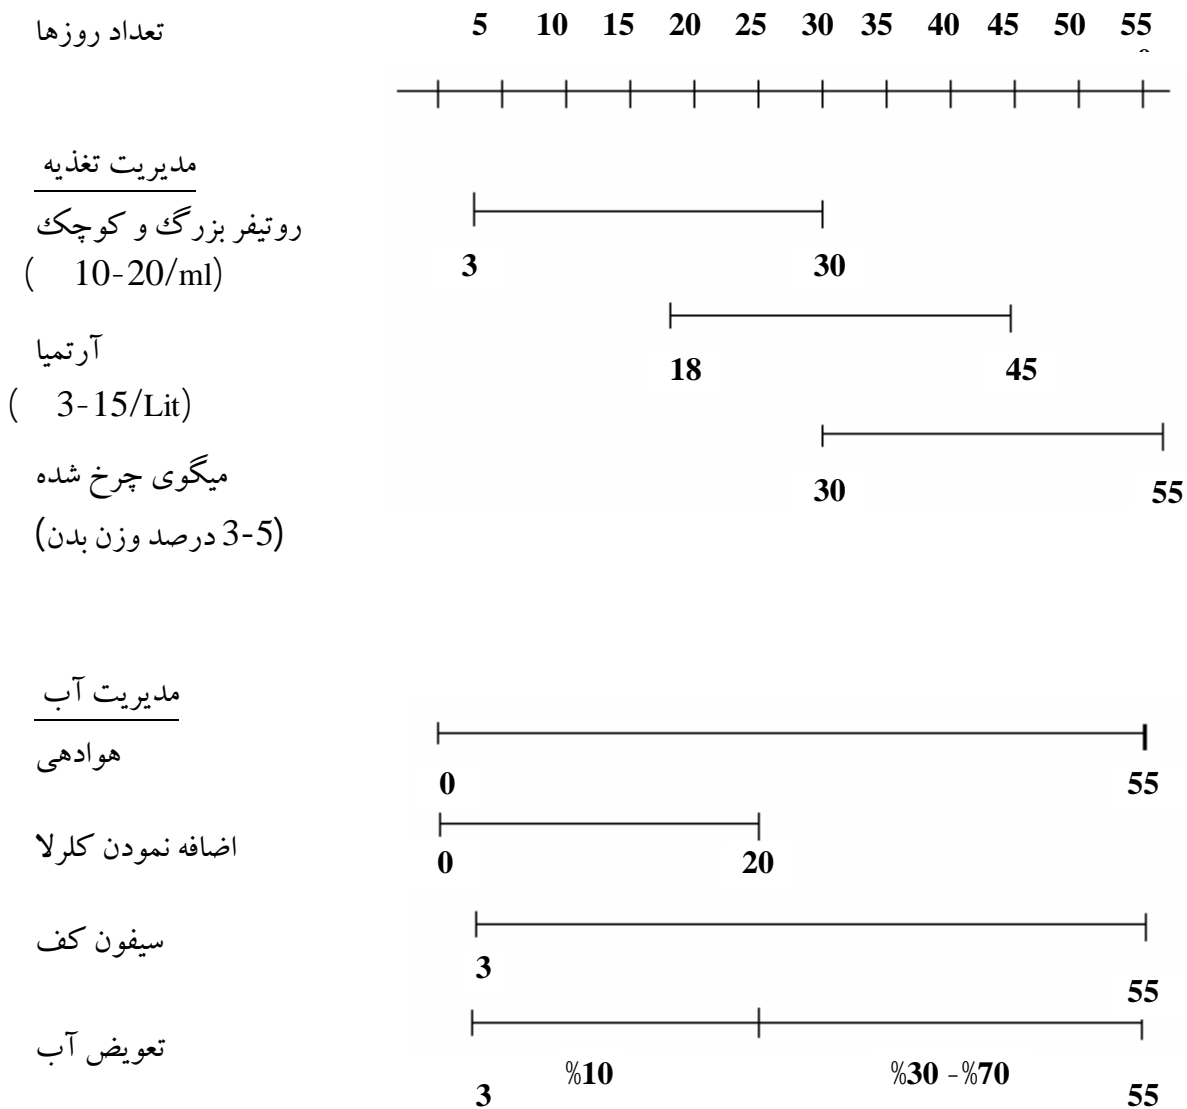 تعداد روزها 5 10 15 20 25 30 35 40 45 50 55
مدیریت تغذیه
روتیفر بزرگ و کوچک
( 10-20/ml)
3 30
آرتمیا
( 3-15/Lit)
18 45
میگوی چرخ شده
(3-5 درصد وزن بدن)
30 55
مدیریت آب
هوادهی
0 55
اضافه نمودن کلرلا
0 20
سیفون کف
3 55
تعویض آب
%10 %30 -%70
3 55